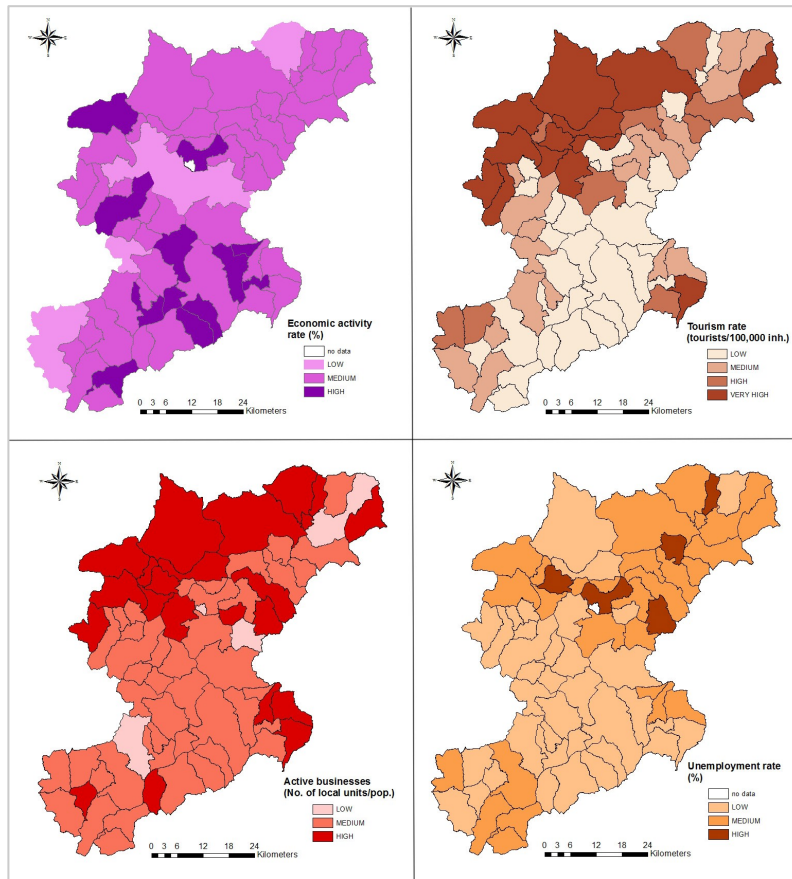 N
Economic activity
rate (%)
no data
LOW
MEDIUM
HIGH
0 3 6 12 18 24
Kilometers
N
Tourism rate
(tourists/100,000 inh.)
LOW
MEDIUM
HIGH
VERY HIGH
0 3 6 12 18 24
Kilometers
N
Active businesses
(No. of local units/pop.)
LOW
MEDIUM
HIGH
0 3 6 12 18 24
Kilometers
N
Unemployment rate
(%)
no data
LOW
MEDIUM
HIGH
0 3 6 12 18 24
Kilometers